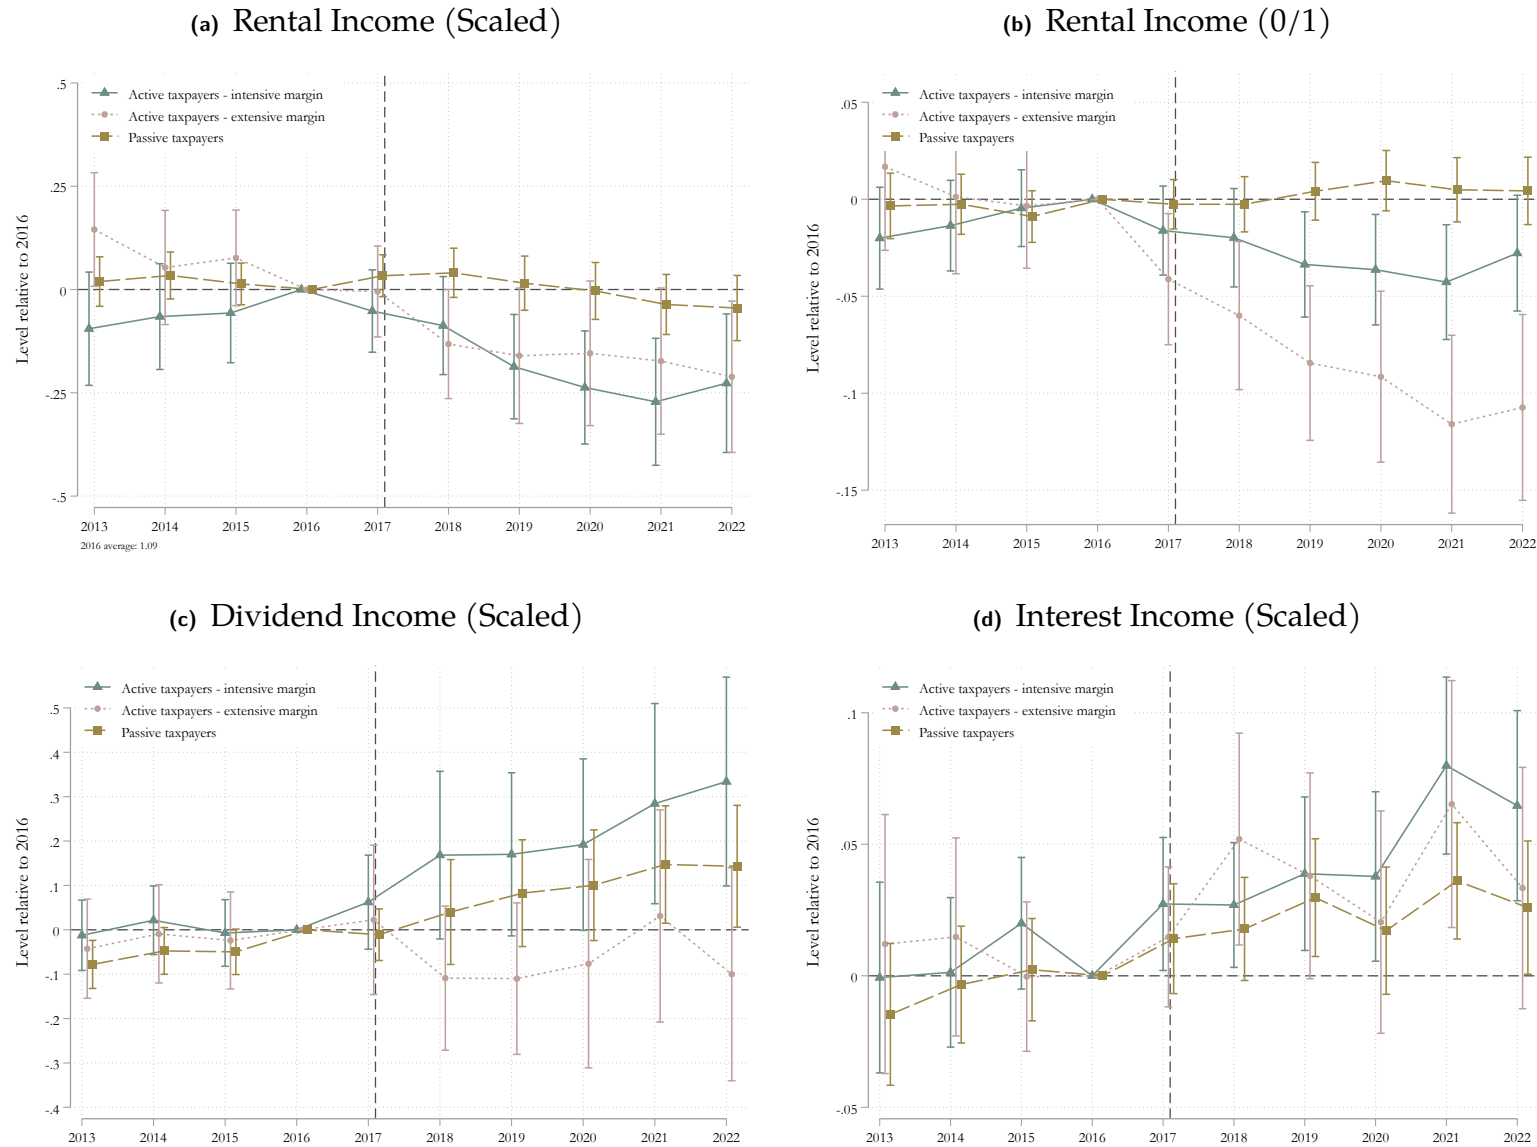 (a) Rental Income (Scaled)
Active taxpayers - intensive margin
Active taxpayers - extensive margin
Passive taxpayers
Level relative to 2016
.5
.25
0
-.25
-.5
2013 2014 2015 2016 2017 2018 2019 2020 2021 2022
2016 average: 1.09
(b) Rental Income (0/1)
Active taxpayers - intensive margin
Active taxpayers - extensive margin
Passive taxpayers
Level relative to 2016
.05
0
-.05
-.1
-.15
2013 2014 2015 2016 2017 2018 2019 2020 2021 2022
(c) Dividend Income (Scaled)
Active taxpayers - intensive margin
Active taxpayers - extensive margin
Passive taxpayers
Level relative to 2016
.5
.4
.3
.2
.1
0
-.1
-.2
-.3
-.4
2013 2014 2015 2016 2017 2018 2019 2020 2021 2022
(d) Interest Income (Scaled)
Active taxpayers - intensive margin
Active taxpayers - extensive margin
Passive taxpayers
Level relative to 2016
.1
.05
0
-.05
2013 2014 2015 2016 2017 2018 2019 2020 2021 2022